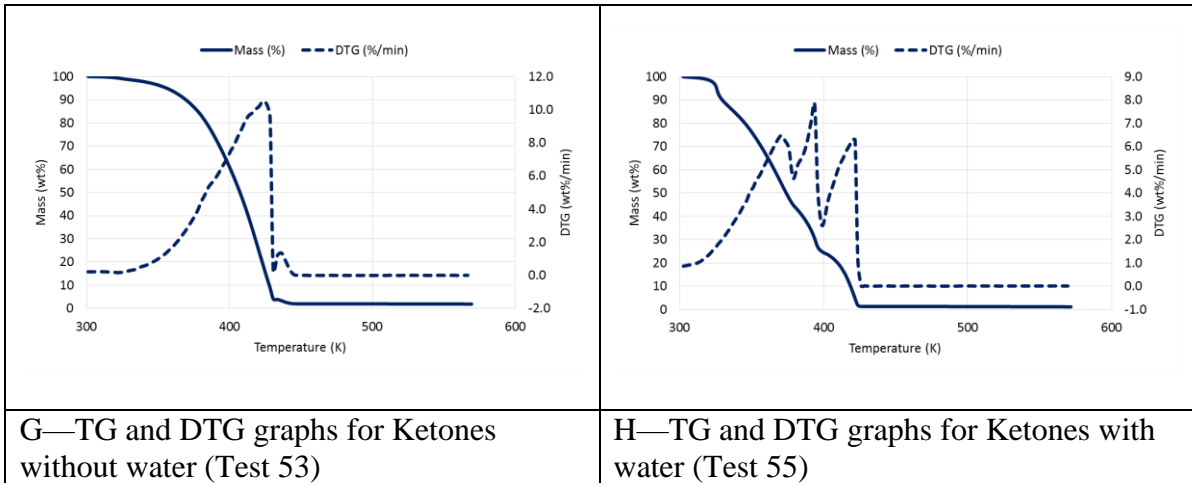 Mass (%) DTG (%/min)
100 12.0
90 10.0
80 8.0
70 6.0
60 4.0
50 2.0
40 0.0
30 -2.0
20
10
0
300 400 500 600
Mass (wt%)
DTG (wt%/min)
Temperature (K)
Mass (%) DTG (%/min)
100 9.0
90 8.0
80 7.0
70 6.0
60 5.0
50 4.0
40 3.0
30 2.0
20 1.0
10 0.0
0 -1.0
300 400 500 600
Mass (wt%)
DTG (wt%/min)
Temperature (K)
G—TG and DTG graphs for Ketones
without water (Test 53)
H—TG and DTG graphs for Ketones with
water (Test 55)